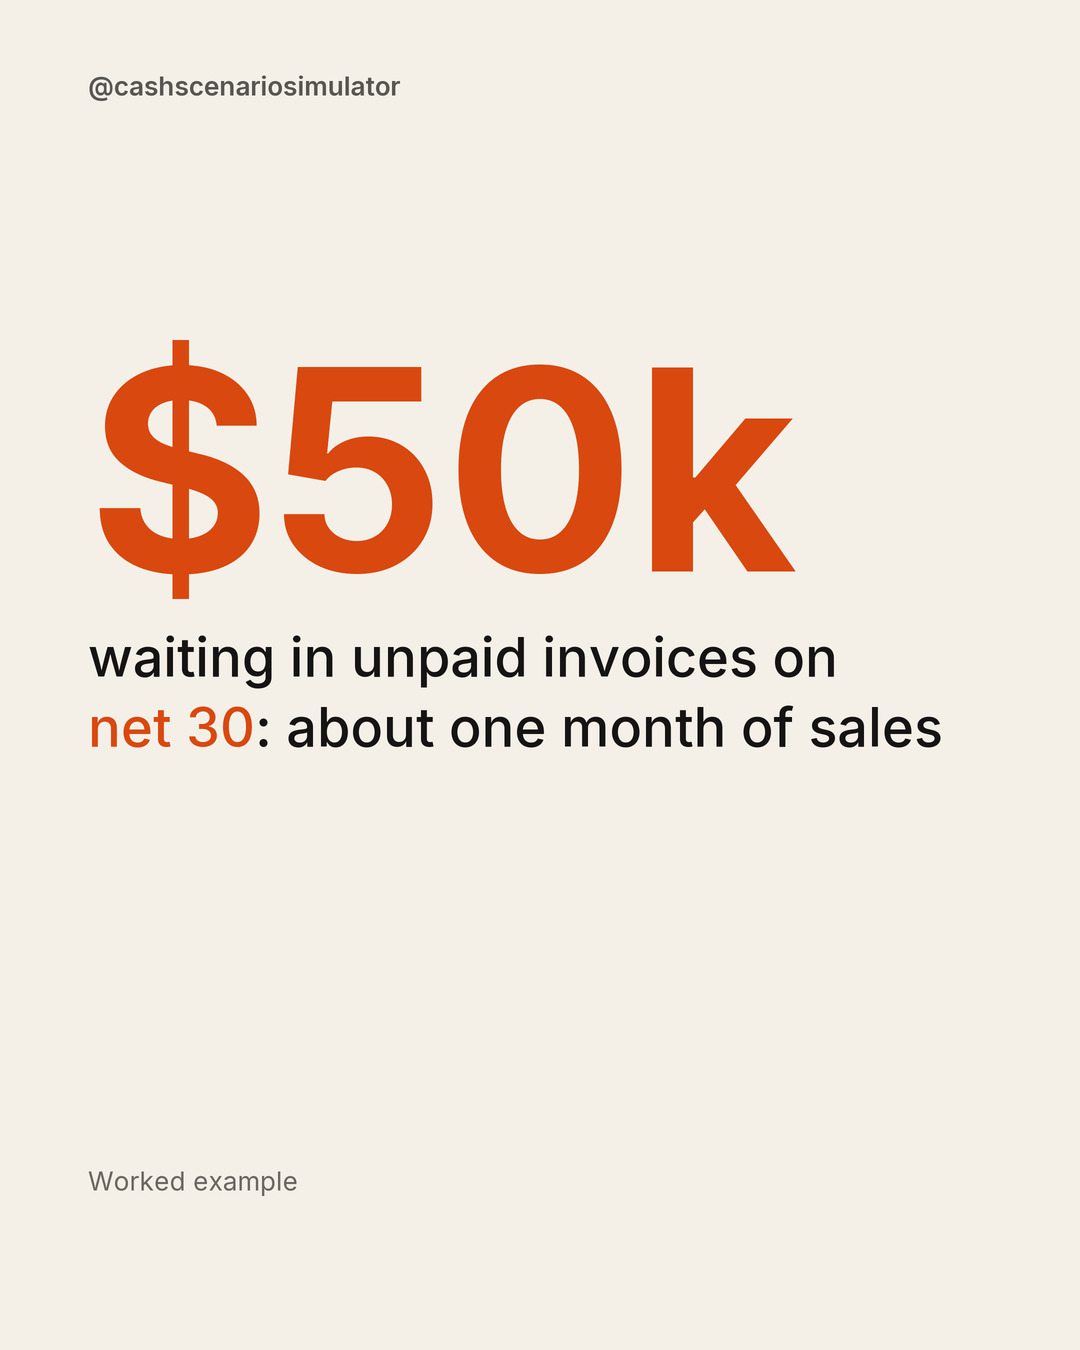 @cashscenariosimulator
$50k
waiting in unpaid invoices on
net 30: about one month of sales
Worked example